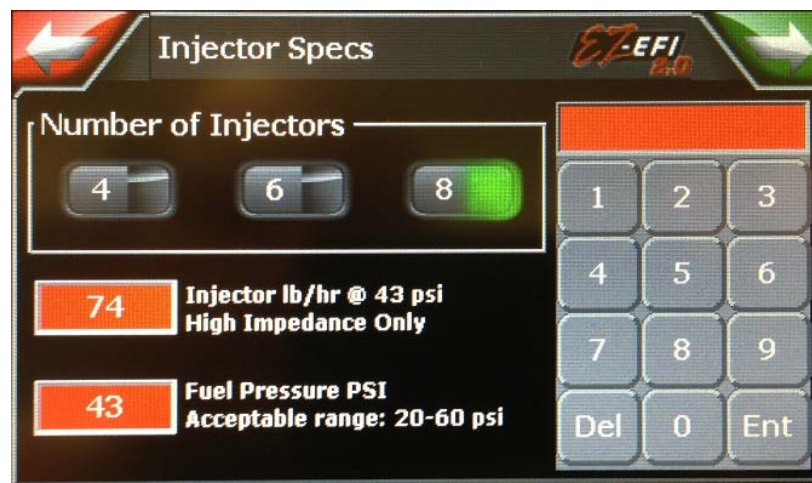 Injector Specs
EZ-EFI
2.0
Number of Injectors
4 6 8
74
Injector lb/hr @ 43 psi
High Impedance Only
43
Fuel Pressure PSI
Acceptable range: 20-60 psi
1 2 3
4 5 6
7 8 9
Del 0 Ent